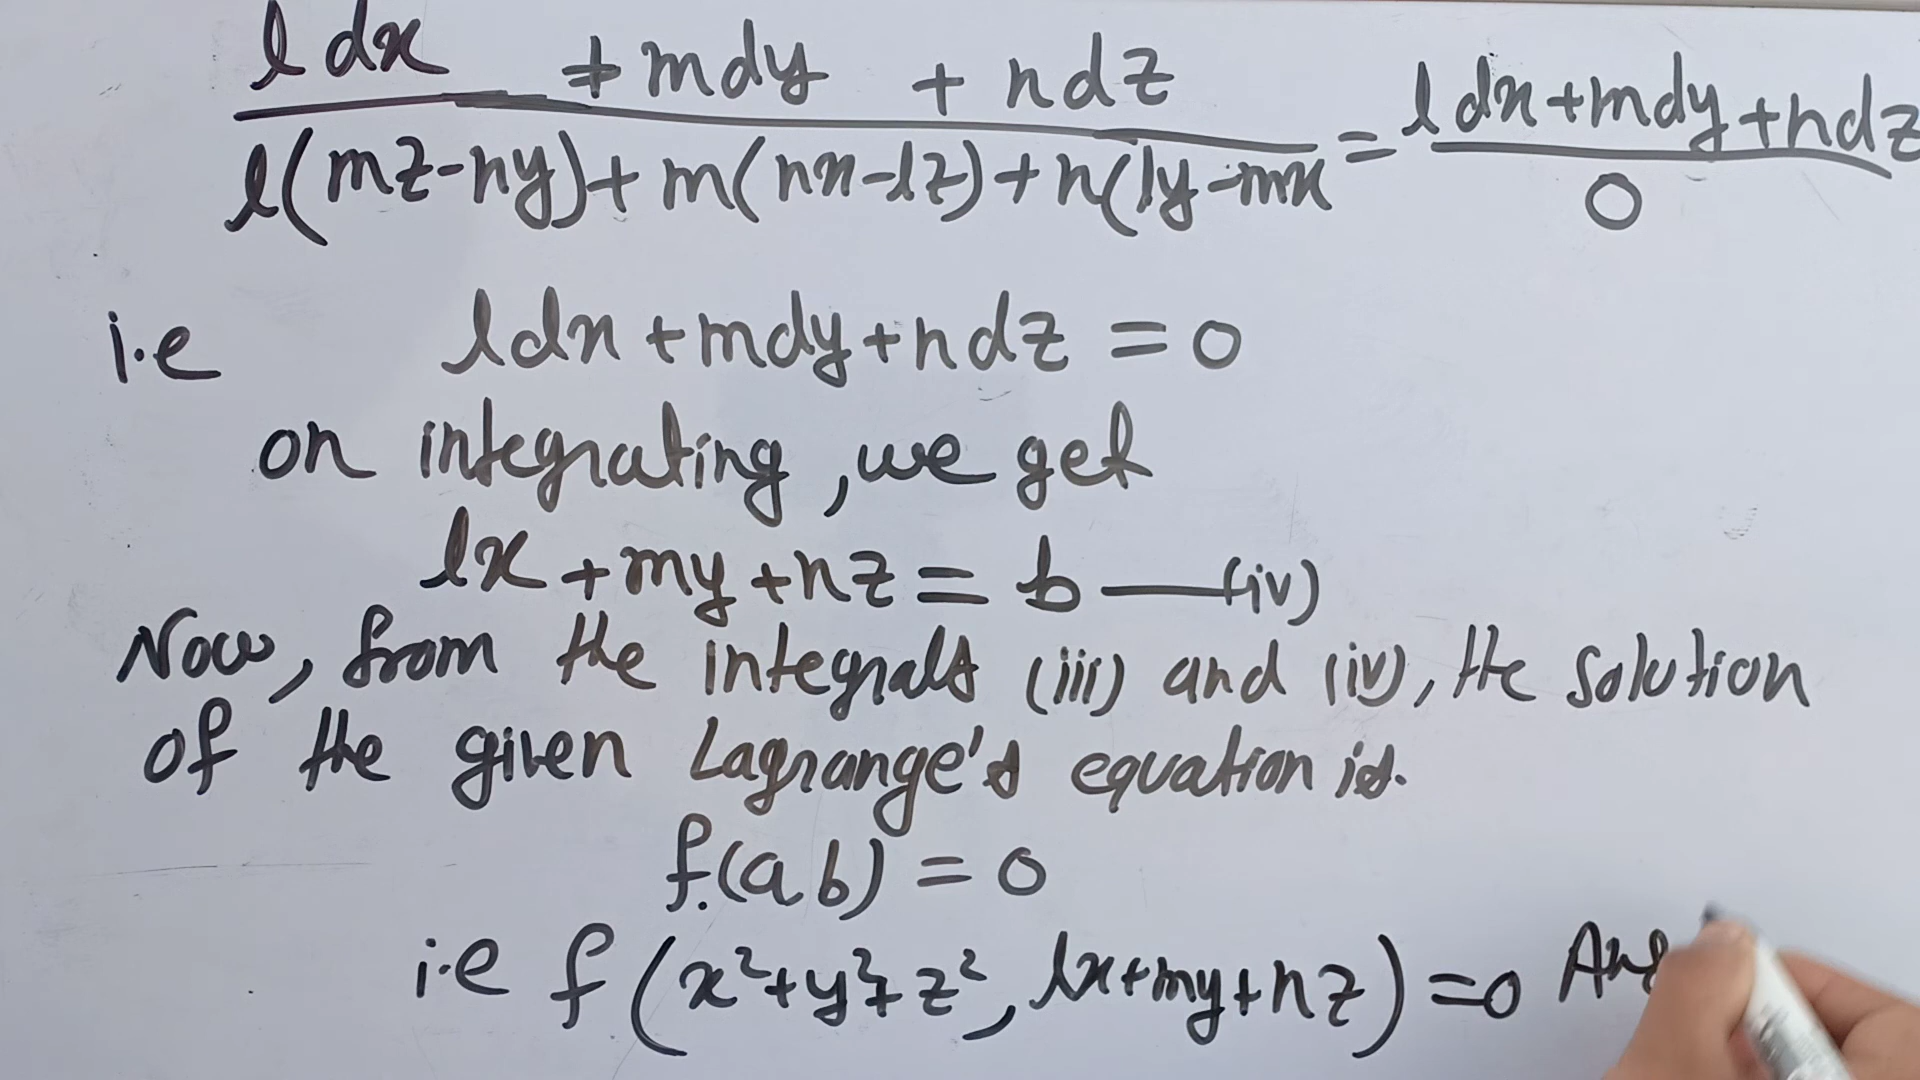 l dx + mdy + ndz / l(mz-ny)+m(nx-lz)+n(ly-mx = l dx+mdy+ndz / 0
i.e ldx+mdy+ndz = 0
on integrating, we get
lx+my+nz = b —(iv)
Now, from the integrals (iii) and (iv), the solution
of the given Lagrange's equation is.
f.(a b) = 0
i.e f(x²+y²+z², lx+my+nz)=0 Ans